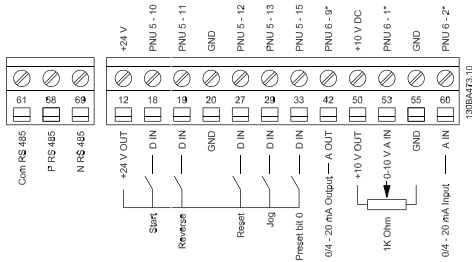 +24 V
PNU 5 - 10
PNU 5 - 11
GND
PNU 5 - 12
PNU 5 - 13
PNU 5 - 15
PNU 6 - 9*
+10 V DC
PNU 6 - 1*
GND
PNU 6 - 2*
61 68 69 12 18 19 20 27 29 33 42 50 53 55 60
Com RS 485
P RS 485
N RS 485
+24 V OUT
D IN
D IN
GND
D IN
D IN
D IN
A OUT
+10 V OUT
0-10 V A IN
GND
A IN
Start
Reverse
Reset
Jog
Preset bit 0
0/4 - 20 mA Output
1K Ohm
0/4 - 20 mA Input
130BA473.10